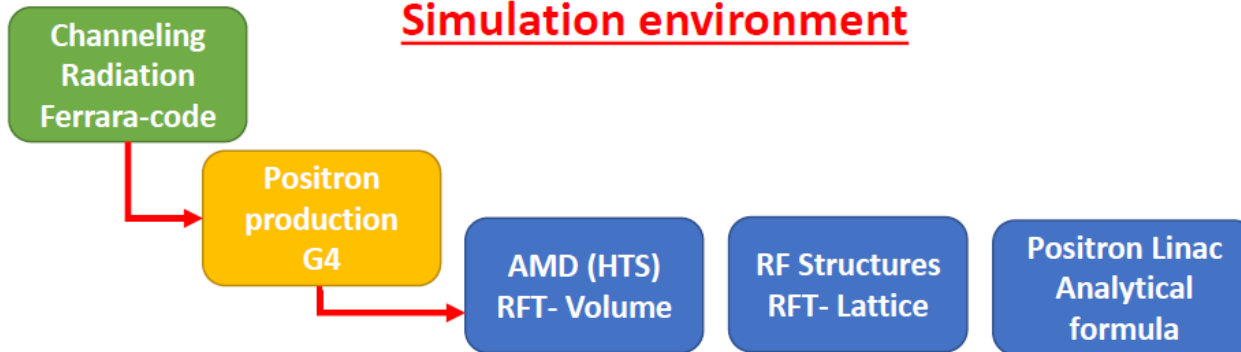 Simulation environment
Channeling
Radiation
Ferrara-code
Positron
production
G4
AMD (HTS)
RFT- Volume
RF Structures
RFT- Lattice
Positron Linac
Analytical
formula